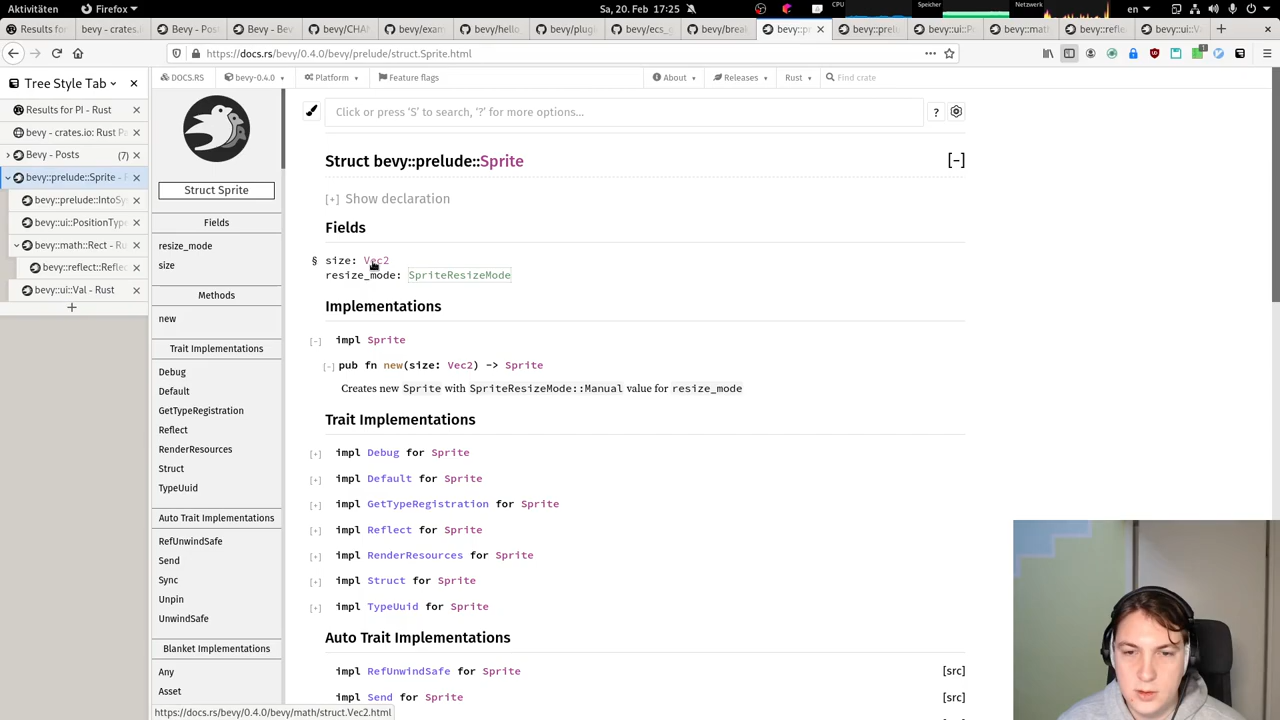 Aktivitäten
Firefox
Sa, 20. Feb 17:25
CPU
Speicher
Netzwerk
en
Results fo
bevy - crates.
Bevy - Posts
Bevy - Be
bevy/CHA
bevy/exam
bevy/hello
bevy/plugi
bevy/ecs_g
bevy/break
bevy::pr
bevy::prelu
bevy::ui::
bevy::math
bevy::refle
bevy::ui::Va
https://docs.rs/bevy/0.4.0/bevy/prelude/struct.Sprite.html
Tree Style Tab
DOCS.RS
bevy-0.4.0
Platform
Feature flags
About
Releases
Rust
Find crate
Results for PI - Rust
bevy - crates.io: Rust Pa
Bevy - Posts (7)
bevy::prelude::Sprite - R
bevy::prelude::IntoSy
bevy::ui::PositionType
bevy::math::Rect - Ru
bevy::reflect::Refle
bevy::ui::Val - Rust
Struct Sprite
Fields
resize_mode
size
Methods
new
Trait Implementations
Debug
Default
GetTypeRegistration
Reflect
RenderResources
Struct
TypeUuid
Auto Trait Implementations
RefUnwindSafe
Send
Sync
Unpin
UnwindSafe
Blanket Implementations
Any
Asset
Click or press ‘S’ to search, ‘?’ for more options…
?
Struct bevy::prelude::Sprite
[−]
[+] Show declaration
Fields
§ size: Vec2
resize_mode: SpriteResizeMode
Implementations
[-] impl Sprite
[-] pub fn new(size: Vec2) -> Sprite
Creates new Sprite with SpriteResizeMode::Manual value for resize_mode
Trait Implementations
[+] impl Debug for Sprite
[+] impl Default for Sprite
[+] impl GetTypeRegistration for Sprite
[+] impl Reflect for Sprite
[+] impl RenderResources for Sprite
[+] impl Struct for Sprite
[+] impl TypeUuid for Sprite
Auto Trait Implementations
impl RefUnwindSafe for Sprite [src]
impl Send for Sprite [src]
https://docs.rs/bevy/0.4.0/bevy/math/struct.Vec2.html